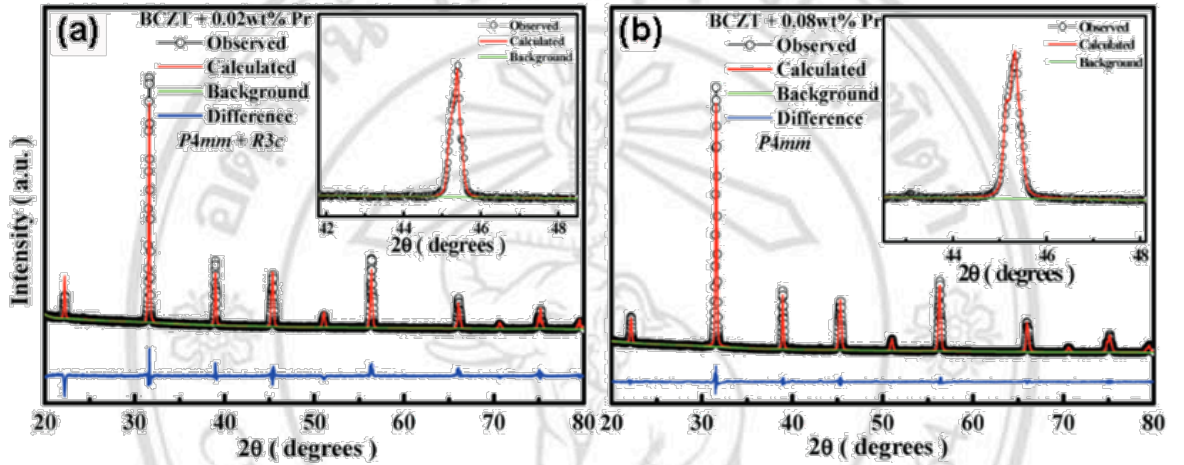 (a)
BCZT + 0.02wt% Pr
Observed
Calculated
Background
Difference
P4mm + R3c
Observed
Calculated
Background
42 44 46 48
2θ ( degrees )
Intensity ( a.u. )
20 30 40 50 60 70 80
2θ ( degrees )
(b)
BCZT + 0.08wt% Pr
Observed
Calculated
Background
Difference
P4mm
Observed
Calculated
Background
44 46 48
2θ ( degrees )
20 30 40 50 60 70 80
2θ ( degrees )